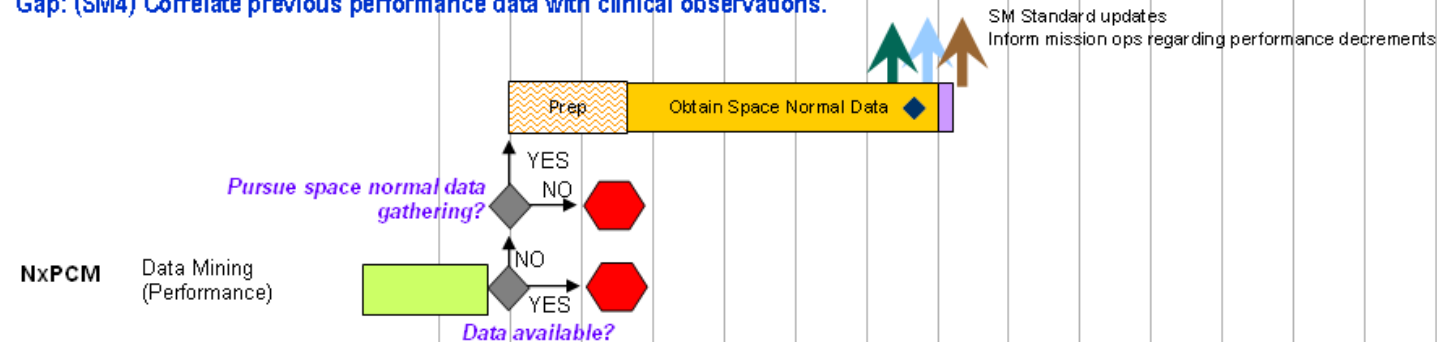 Gap: (SM4) Correlate previous performance data with clinical observations.
SM Standard updates
Inform mission ops regarding performance decrements
Prep
Obtain Space Normal Data
YES
Pursue space normal data
gathering?
NO
NO
NxPCM
Data Mining
(Performance)
YES
Data available?